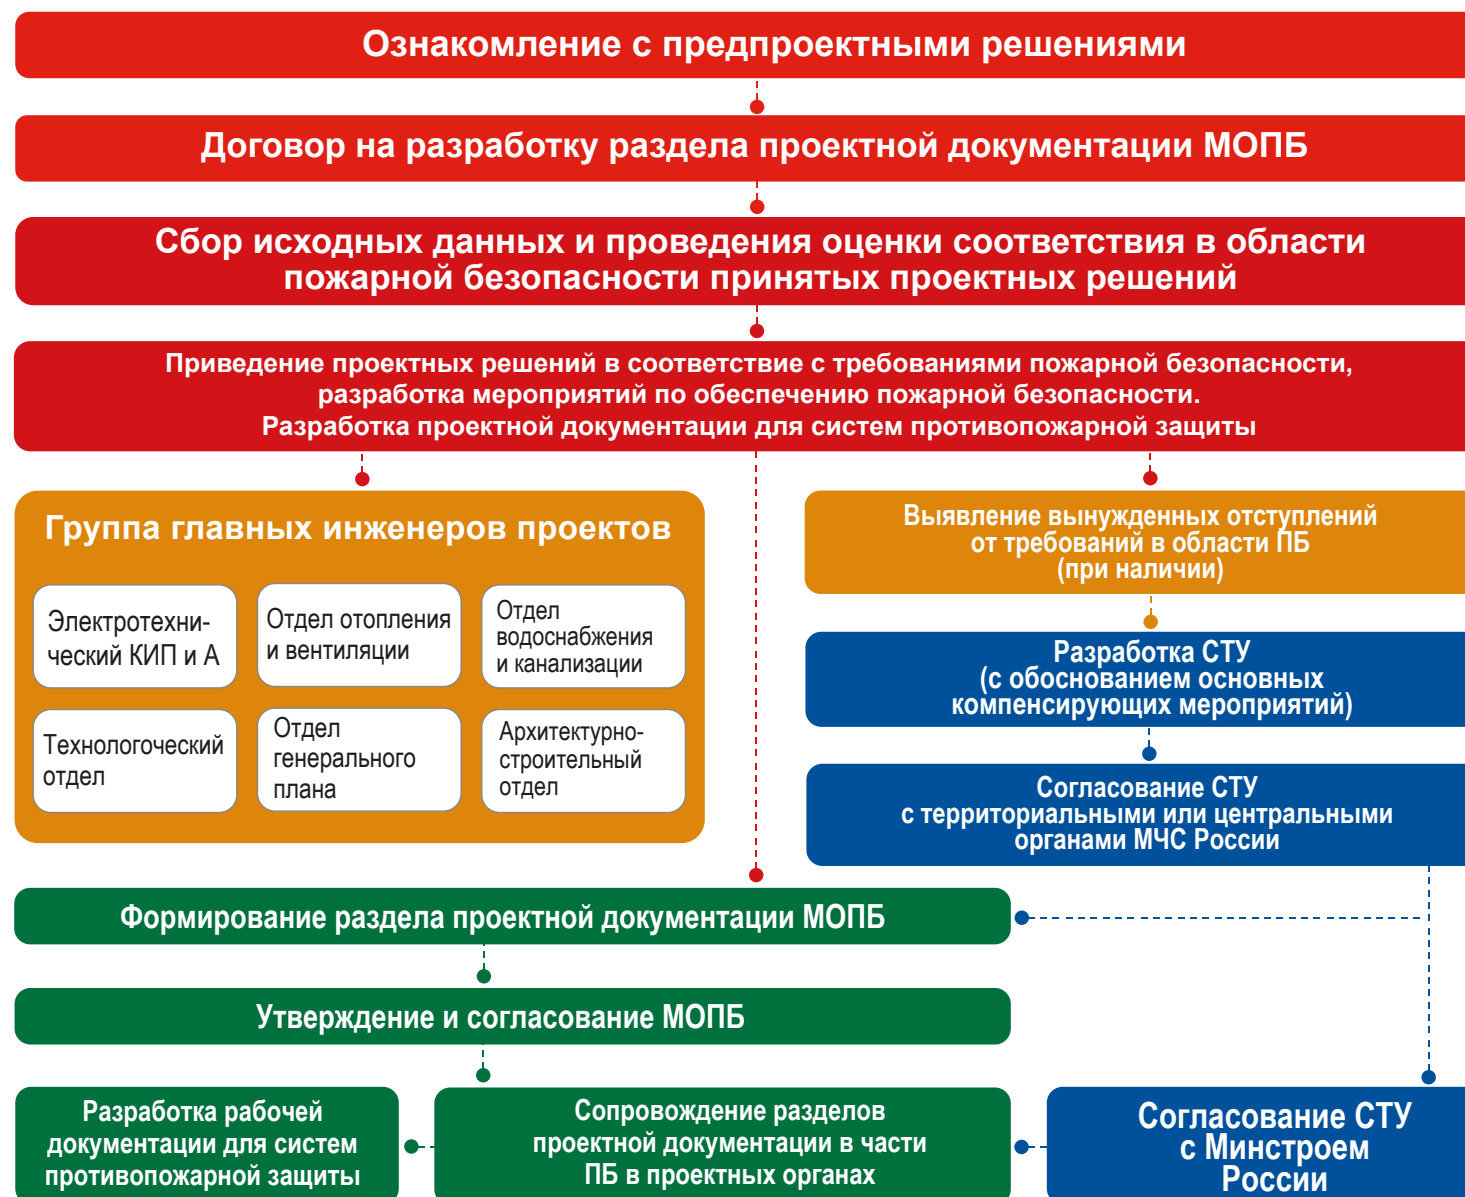 Ознакомление с предпроектными решениями
Договор на разработку раздела проектной документации МОПБ
Сбор исходных данных и проведения оценки соответствия в области
пожарной безопасности принятых проектных решений
Приведение проектных решений в соответствие с требованиями пожарной безопасности,
разработка мероприятий по обеспечению пожарной безопасности.
Разработка проектной документации для систем противопожарной защиты
Группа главных инженеров проектов
Электротехни-
ческий КИП и А
Отдел отопления
и вентиляции
Отдел
водоснабжения
и канализации
Технологоческий
отдел
Отдел
генерального
плана
Архитектурно-
строительный
отдел
Выявление вынужденных отступлений
от требований в области ПБ
(при наличии)
Разработка СТУ
(с обоснованием основных
компенсирующих мероприятий)
Согласование СТУ
с территориальными или центральными
органами МЧС России
Формирование раздела проектной документации МОПБ
Утверждение и согласование МОПБ
Разработка рабочей
документации для систем
противопожарной защиты
Сопровождение разделов
проектной документации в части
ПБ в проектных органах
Согласование СТУ
с Минстроем
России